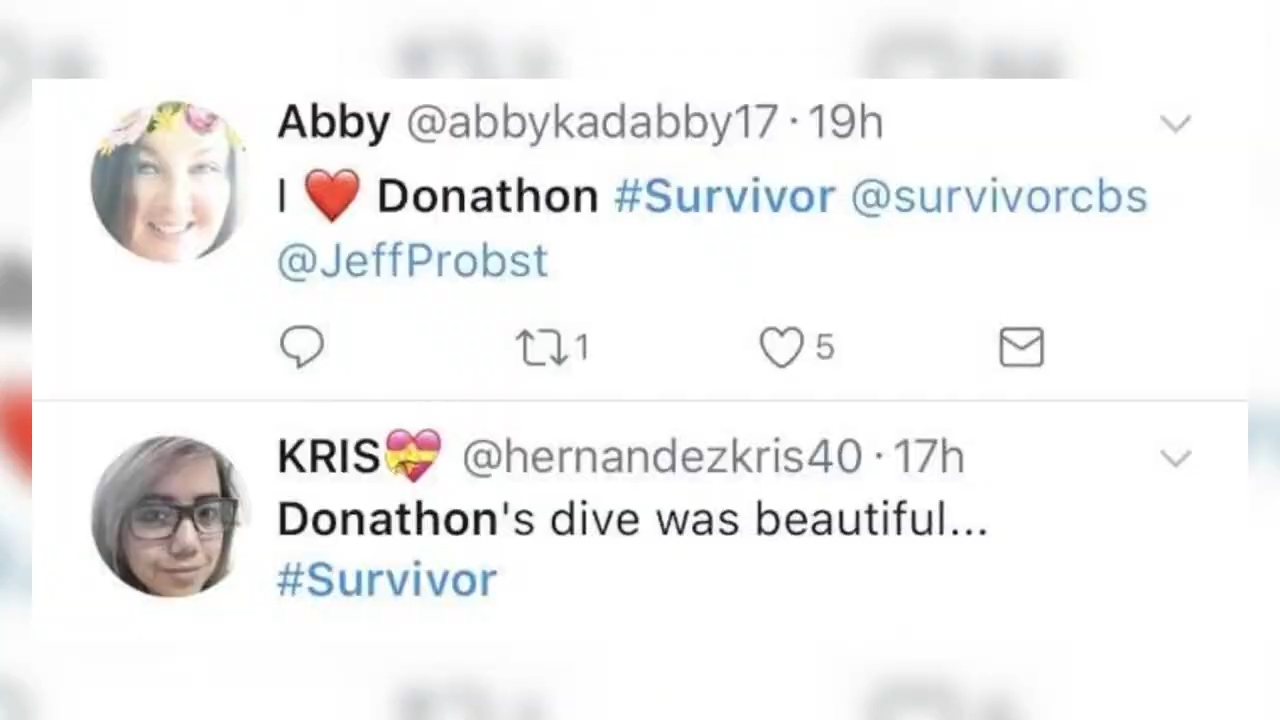 Abby @abbykadabby17 · 19h
I ❤️ Donathon #Survivor @survivorcbs
@JeffProbst
1 5
KRIS💝 @hernandezkris40 · 17h
Donathon's dive was beautiful...
#Survivor